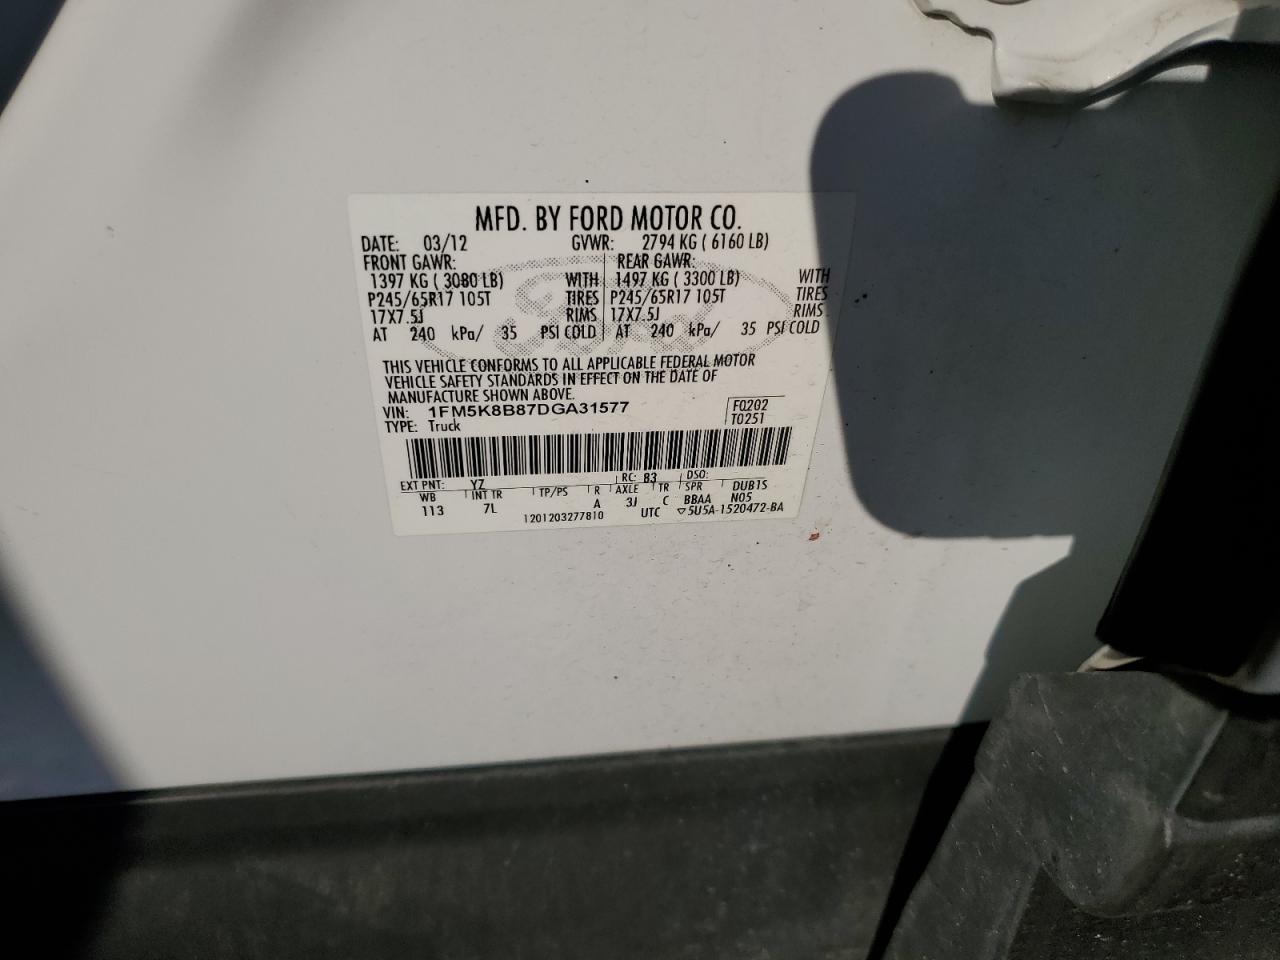 MFD. BY FORD MOTOR CO.
DATE: 03/12 GVWR: 2794 KG ( 6160 LB)
FRONT GAWR: REAR GAWR:
1397 KG ( 3080 LB) WITH 1497 KG ( 3300 LB) WITH
P245/65R17 105T TIRES P245/65R17 105T TIRES
17X7.5J RIMS 17X7.5J RIMS
AT 240 kPa/ 35 PSI COLD AT 240 kPa/ 35 PSI COLD
Ford
THIS VEHICLE CONFORMS TO ALL APPLICABLE FEDERAL MOTOR
VEHICLE SAFETY STANDARDS IN EFFECT ON THE DATE OF
MANUFACTURE SHOWN ABOVE.
VIN: 1FM5K8B87DGA31577 F0202
TYPE: Truck T0251
EXT PNT: YZ RC: 83 DSO:
WB INT TR TP/PS R AXLE TR SPR DUB1S
113 7L A 3J C BBAA N05
1201203277810 UTC ▽5U5A-1520472-BA